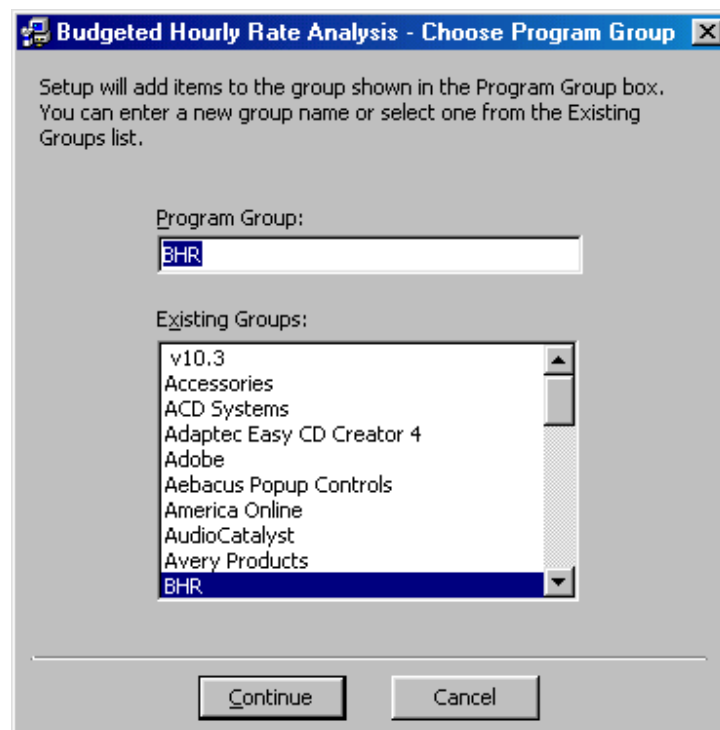 Budgeted Hourly Rate Analysis - Choose Program Group
Setup will add items to the group shown in the Program Group box.
You can enter a new group name or select one from the Existing
Groups list.
Program Group:
BHR
Existing Groups:
v10.3
Accessories
ACD Systems
Adaptec Easy CD Creator 4
Adobe
Aebacus Popup Controls
America Online
AudioCatalyst
Avery Products
BHR
Continue
Cancel